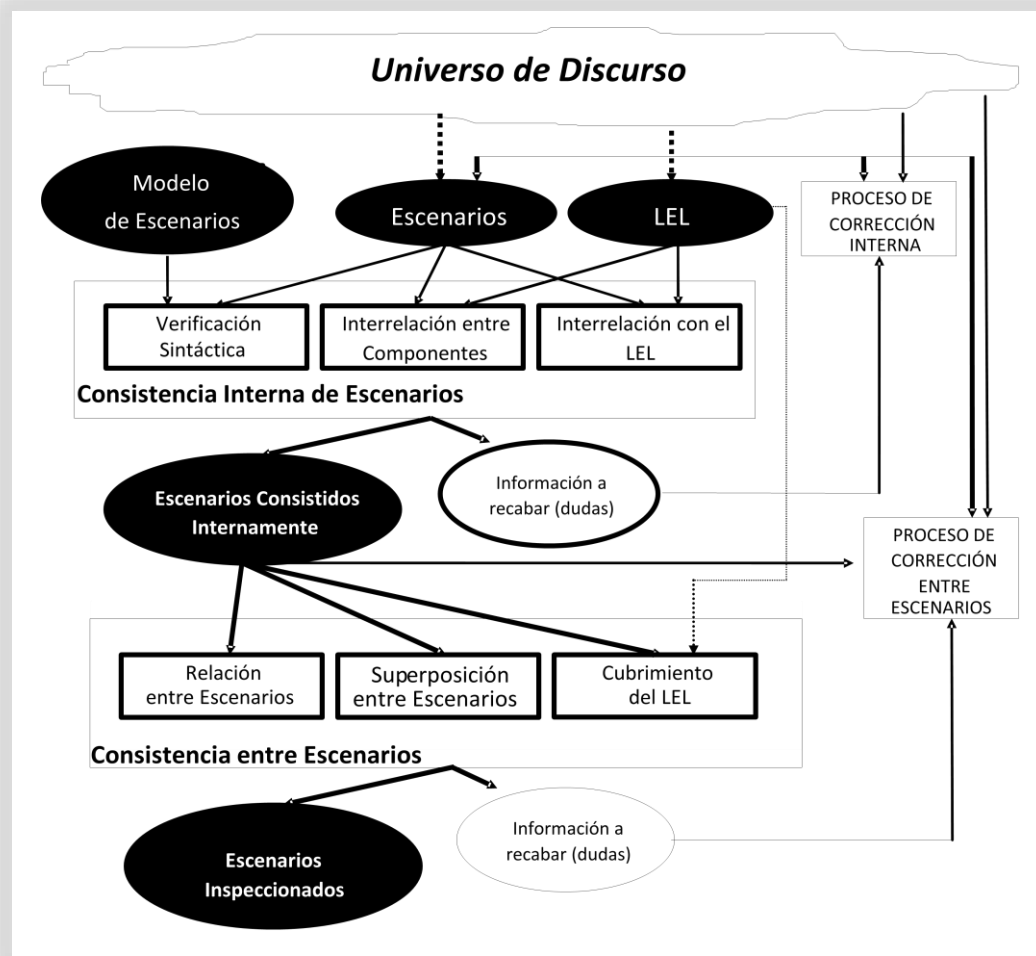 Universo de Discurso
Modelo
de Escenarios
Escenarios
LEL
PROCESO DE
CORRECCIÓN
INTERNA
Verificación
Sintáctica
Interrelación entre
Componentes
Interrelación con el
LEL
Consistencia Interna de Escenarios
Escenarios Consistidos
Internamente
Información a
recabar (dudas)
PROCESO DE
CORRECCIÓN
ENTRE
ESCENARIOS
Relación
entre Escenarios
Superposición
entre Escenarios
Cubrimiento
del LEL
Consistencia entre Escenarios
Escenarios
Inspeccionados
Información a
recabar (dudas)